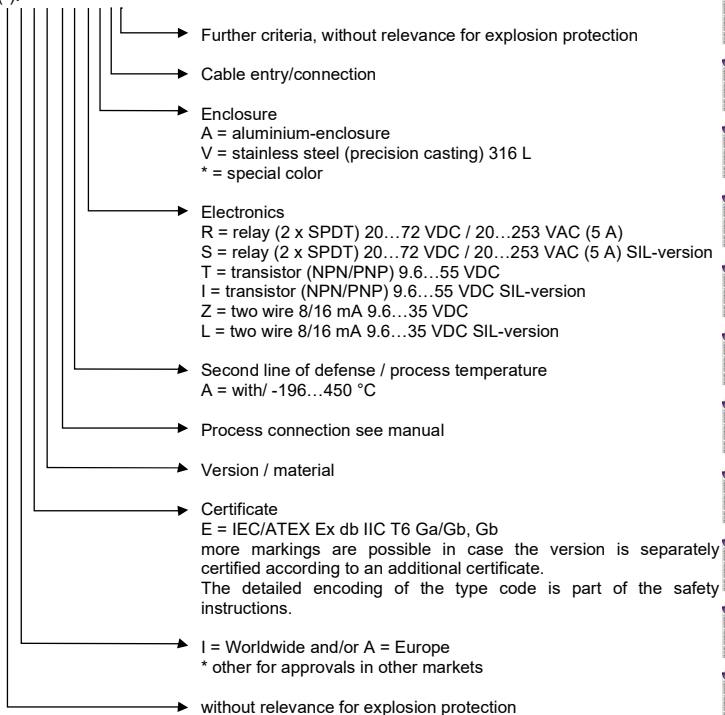 Further criteria, without relevance for explosion protection
Cable entry/connection
Enclosure
A = aluminium-enclosure
V = stainless steel (precision casting) 316 L
* = special color
Electronics
R = relay (2 x SPDT) 20…72 VDC / 20…253 VAC (5 A)
S = relay (2 x SPDT) 20…72 VDC / 20…253 VAC (5 A) SIL-version
T = transistor (NPN/PNP) 9.6…55 VDC
I = transistor (NPN/PNP) 9.6…55 VDC SIL-version
Z = two wire 8/16 mA 9.6…35 VDC
L = two wire 8/16 mA 9.6…35 VDC SIL-version
Second line of defense / process temperature
A = with/ -196…450 °C
Process connection see manual
Version / material
Certificate
E = IEC/ATEX Ex db IIC T6 Ga/Gb, Gb
more markings are possible in case the version is separately
certified according to an additional certificate.
The detailed encoding of the type code is part of the safety
instructions.
I = Worldwide and/or A = Europe
* other for approvals in other markets
without relevance for explosion protection